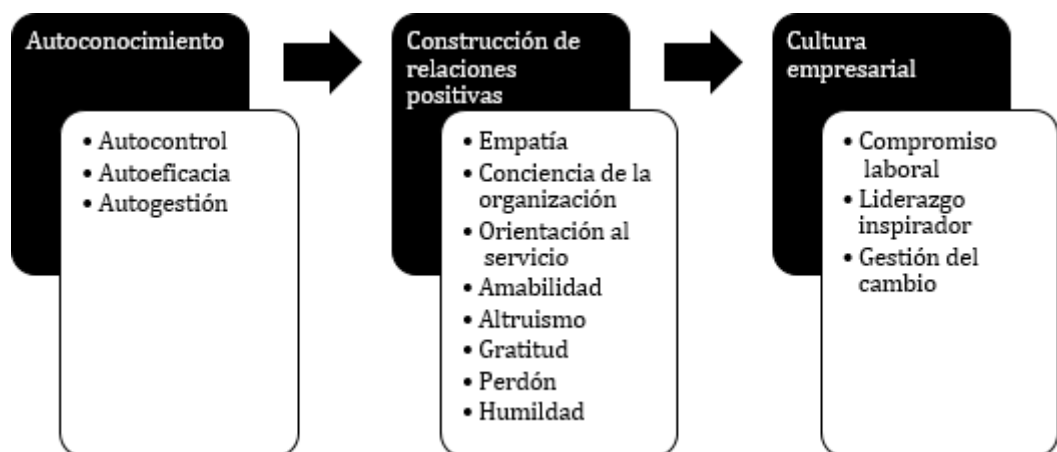 Autoconocimiento
• Autocontrol
• Autoeficacia
• Autogestión
Construcción de
relaciones
positivas
• Empatía
• Conciencia de la
organización
• Orientación al
servicio
• Amabilidad
• Altruismo
• Gratitud
• Perdón
• Humildad
Cultura
empresarial
• Compromiso
laboral
• Liderazgo
inspirador
• Gestión del
cambio